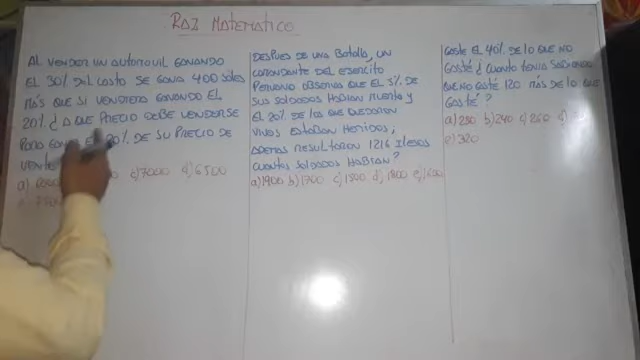 RAZ MATEMATICO
AL VENDER UN AUTOMOVIL GANANDO
EL 30% DEL COSTO SE GANA 400 SOLES
MÁS QUE SI VENDIERA GANANDO EL
20% ¿A QUE PRECIO DEBE VENDERSE
PARA GANAR EL 20% DE SU PRECIO DE
VENTA
a) c) 7000 d) 6500
DESPUES DE UNA BATALLA, UN
COMANDANTE DEL EJERCITO
PERUANO OBSERVA QUE EL 5% DE
SUS SOLDADOS HABIAN MUERTO Y
EL 20% DE LOS QUE QUEDARON
VIVOS ESTABAN HERIDOS;
ADEMAS RESULTARON 1216 ILESOS
CUANTOS SOLDADOS HABIAN?
a) 1900 b) 1700 c) 1500 d) 1800 e) 1600
GASTE EL 40% DE LO QUE NO
GASTÉ ¿CUANTO TENIA SABIENDO
QUE NO GASTÉ 120 MÁS DE LO QUE
GASTÉ?
a) 280 b) 240 c) 260 d)
e) 320